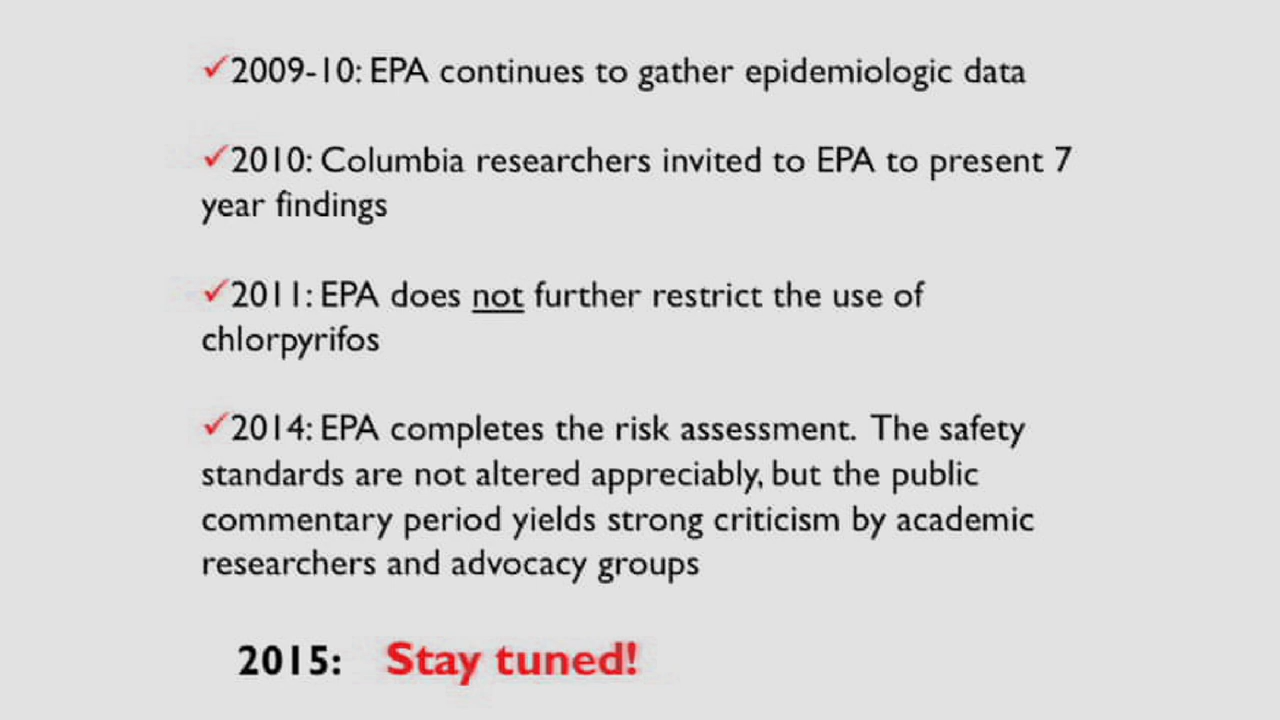 ✓2009-10: EPA continues to gather epidemiologic data
✓2010: Columbia researchers invited to EPA to present 7
year findings
✓2011: EPA does not further restrict the use of
chlorpyrifos
✓2014: EPA completes the risk assessment. The safety
standards are not altered appreciably, but the public
commentary period yields strong criticism by academic
researchers and advocacy groups
2015: Stay tuned!